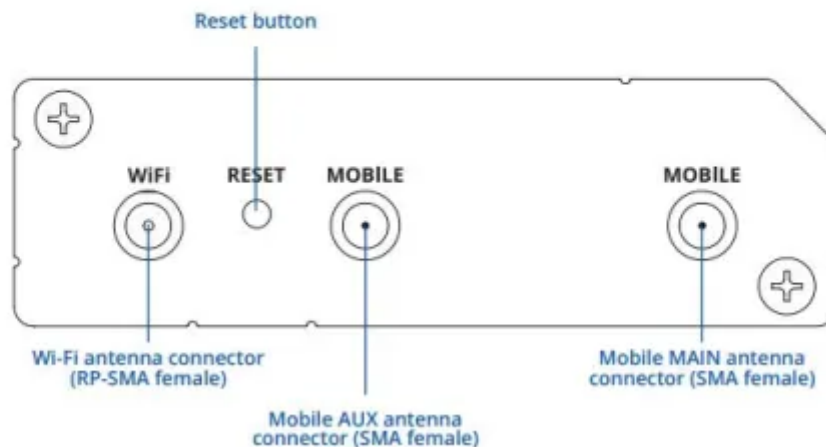 Reset button
WiFi RESET MOBILE MOBILE
Wi-Fi antenna connector
(RP-SMA female)
Mobile MAIN antenna
connector (SMA female)
Mobile AUX antenna
connector (SMA female)